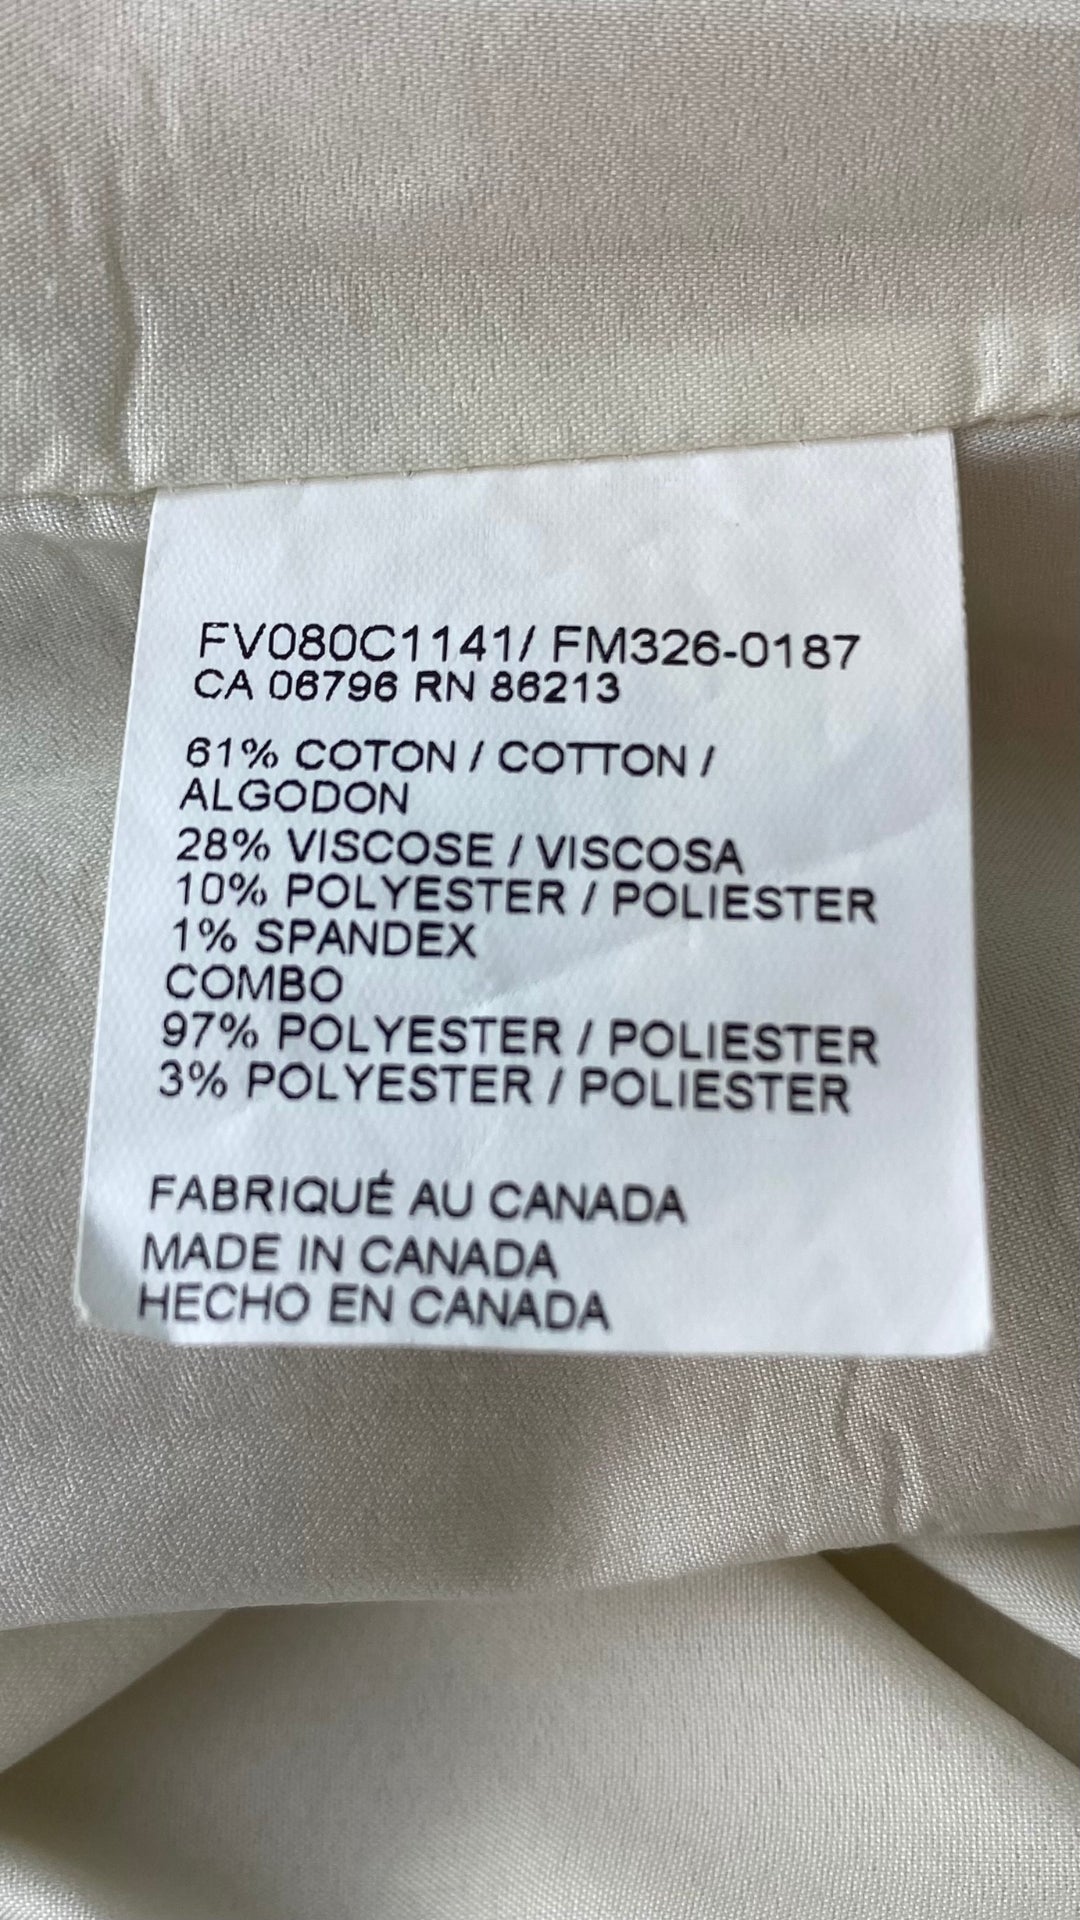 FV080C1141/ FM326-0187
CA 06796 RN 86213
61% COTON / COTTON /
ALGODON
28% VISCOSE / VISCOSA
10% POLYESTER / POLIESTER
1% SPANDEX
COMBO
97% POLYESTER / POLIESTER
3% POLYESTER / POLIESTER
FABRIQUÉ AU CANADA
MADE IN CANADA
HECHO EN CANADA